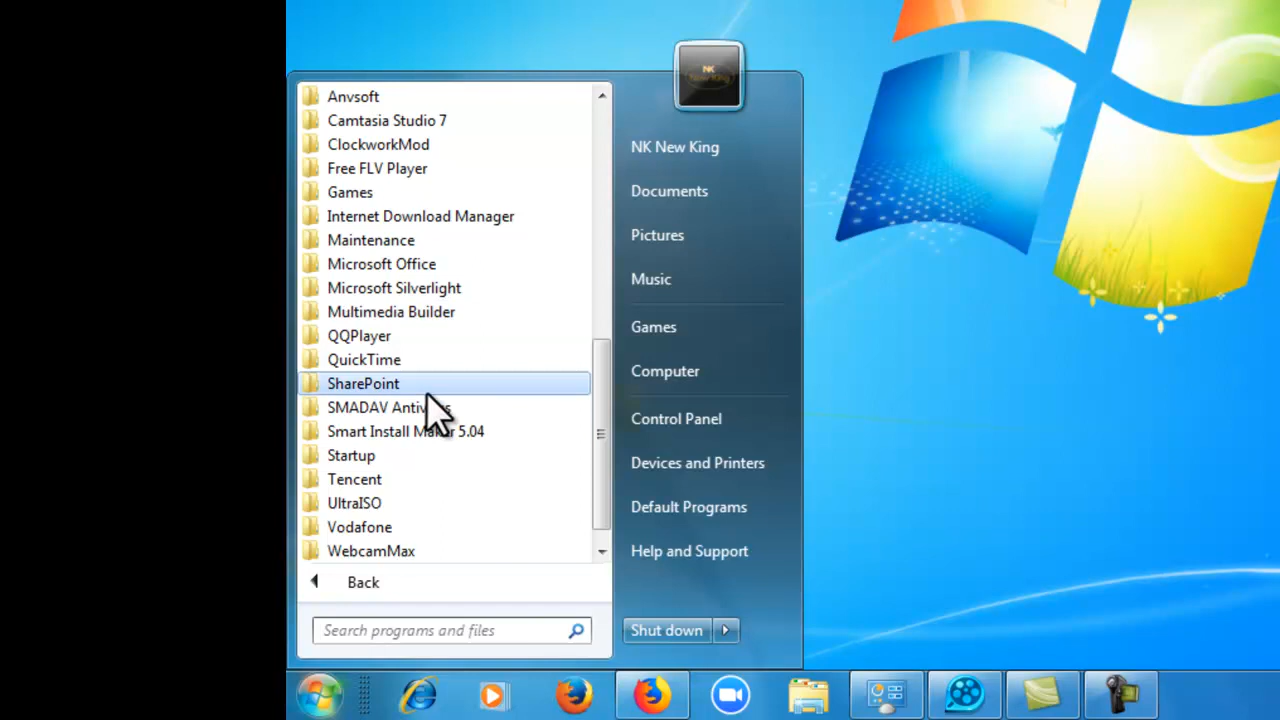 Anvsoft
Camtasia Studio 7
ClockworkMod
Free FLV Player
Games
Internet Download Manager
Maintenance
Microsoft Office
Microsoft Silverlight
Multimedia Builder
QQPlayer
QuickTime
SharePoint
SMADAV
Smart Install 5.04
Startup
Tencent
UltraISO
Vodafone
WebcamMax
Back
Search programs and files
NK
New King
NK New King
Documents
Pictures
Music
Games
Computer
Control Panel
Devices and Printers
Default Programs
Help and Support
Shut down